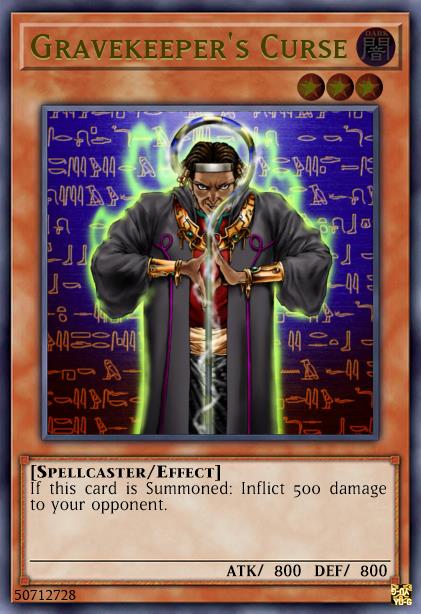 Gravekeeper's Curse
DARK
闇
[Spellcaster/Effect]
If this card is Summoned: Inflict 500 damage
to your opponent.
ATK/ 800 DEF/ 800
50712728